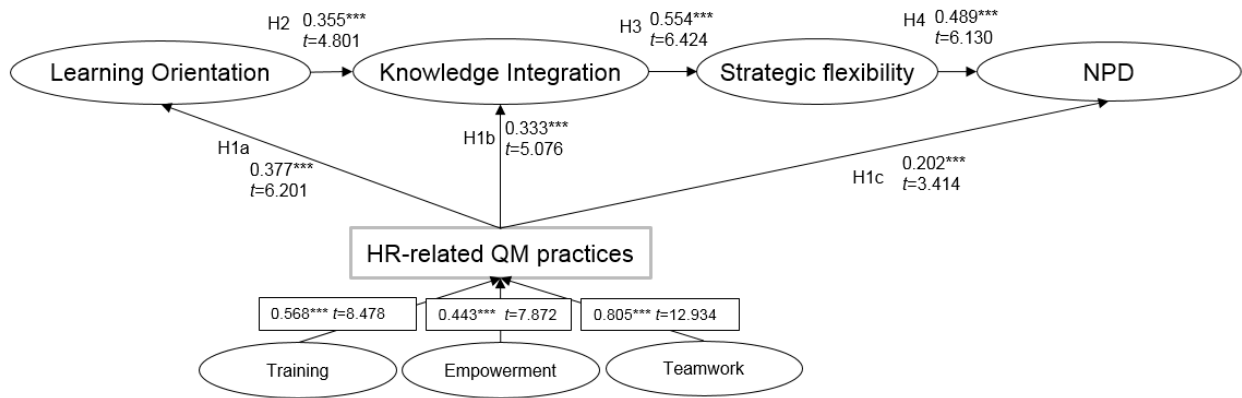 H2
0.355***
t=4.801
H3
0.554***
t=6.424
H4
0.489***
t=6.130
Learning Orientation
Knowledge Integration
Strategic flexibility
NPD
H1a
0.377***
t=6.201
H1b
0.333***
t=5.076
H1c
0.202***
t=3.414
HR-related QM practices
0.568*** t=8.478
0.443*** t=7.872
0.805*** t=12.934
Training
Empowerment
Teamwork